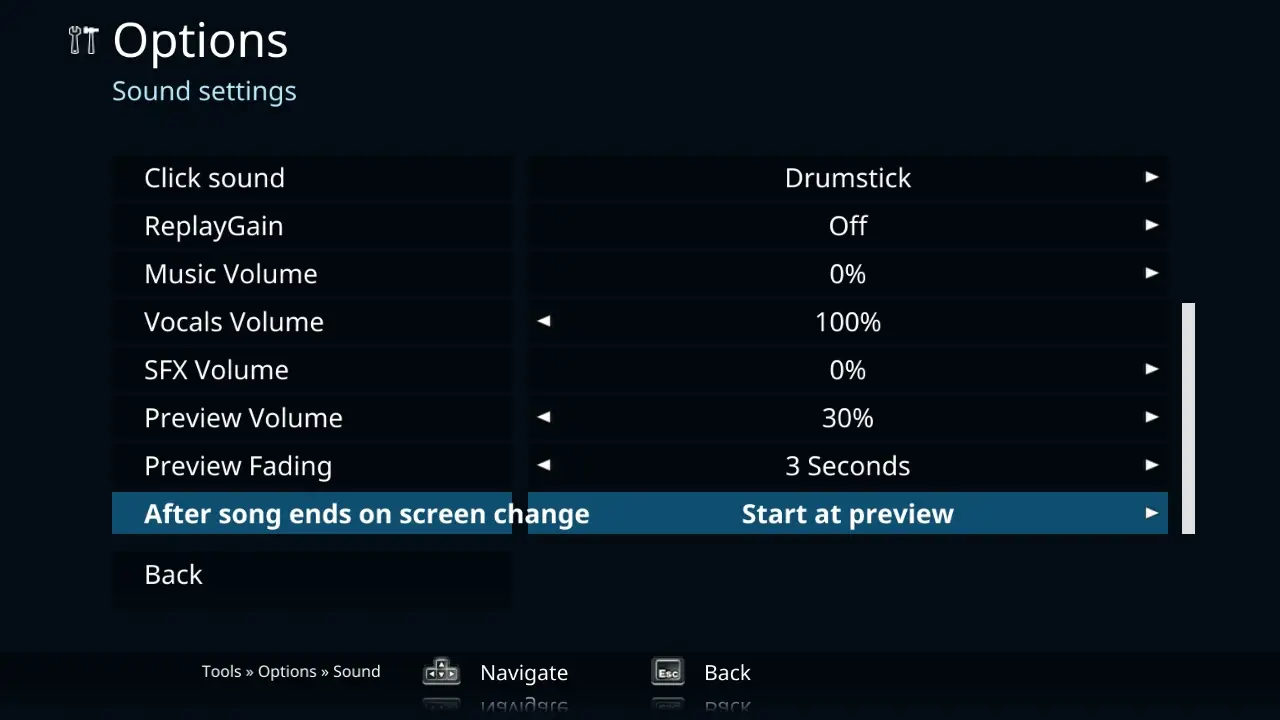 Options
Sound settings
Click sound Drumstick
ReplayGain Off
Music Volume 0%
Vocals Volume 100%
SFX Volume 0%
Preview Volume 30%
Preview Fading 3 Seconds
After song ends on screen change Start at preview
Back
Tools » Options » Sound Navigate Esc Back